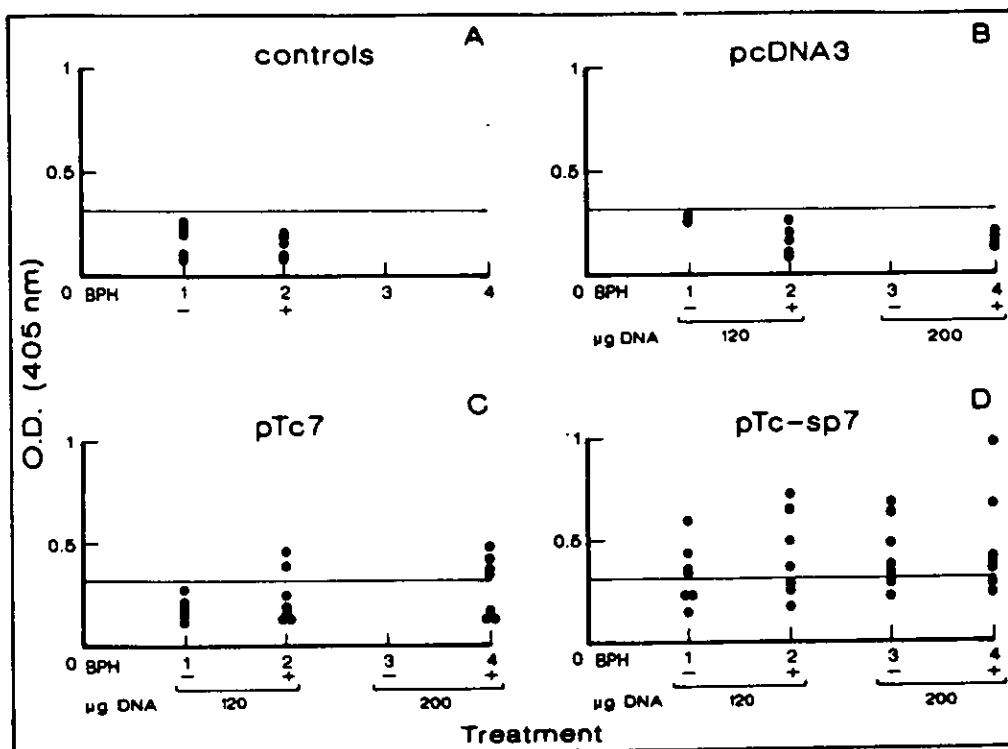 A
controls
1
0.5
0 BPH 1 2 3 4
− +
B
pcDNA3
1
0.5
0 BPH 1 2 3 4
− + − +
µg DNA 120 200
O.D. (405 nm)
C
pTc7
1
0.5
0 BPH 1 2 3 4
− + − +
µg DNA 120 200
D
pTc-sp7
1
0.5
0 BPH 1 2 3 4
− + − +
µg DNA 120 200
Treatment